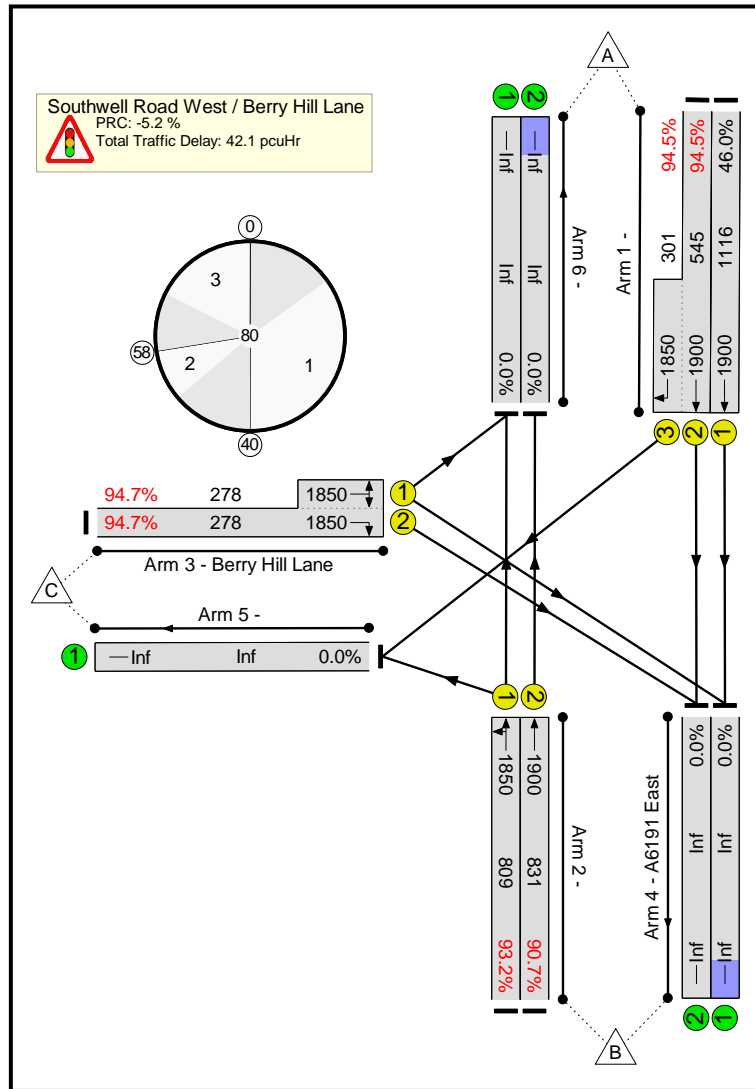 Southwell Road West / Berry Hill Lane
PRC: -5.2 %
Total Traffic Delay: 42.1 pcuHr
A
1
2
Inf Inf 0.0%
Inf Inf 0.0%
Arm 6 -
Arm 1 -
94.5% 301 1850
94.5% 545 1900
46.0% 1116 1900
3
2
1
0
3
58
80
2
1
40
94.7% 278 1850
94.7% 278 1850
1
2
Arm 3 - Berry Hill Lane
C
Arm 5 -
1
Inf Inf 0.0%
1
2
1850 809 93.2%
1900 831 90.7%
Arm 2 -
Arm 4 - A6191 East
0.0% Inf Inf
0.0% Inf Inf
2
1
B